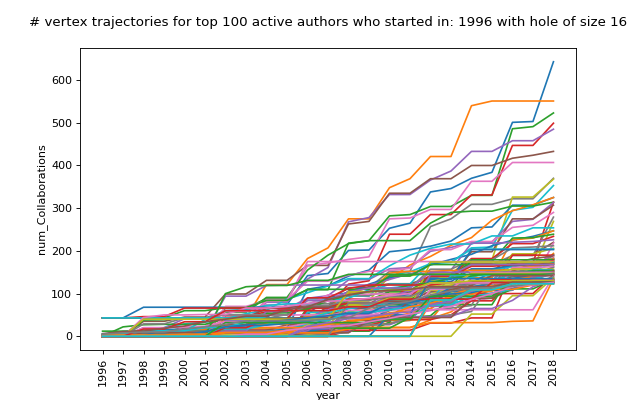 # vertex trajectories for top 100 active authors who started in: 1996 with hole of size 16
600
500
400
300
200
100
0
num_Collaborations
1996 1997 1998 1999 2000 2001 2002 2003 2004 2005 2006 2007 2008 2009 2010 2011 2012 2013 2014 2015 2016 2017 2018
year